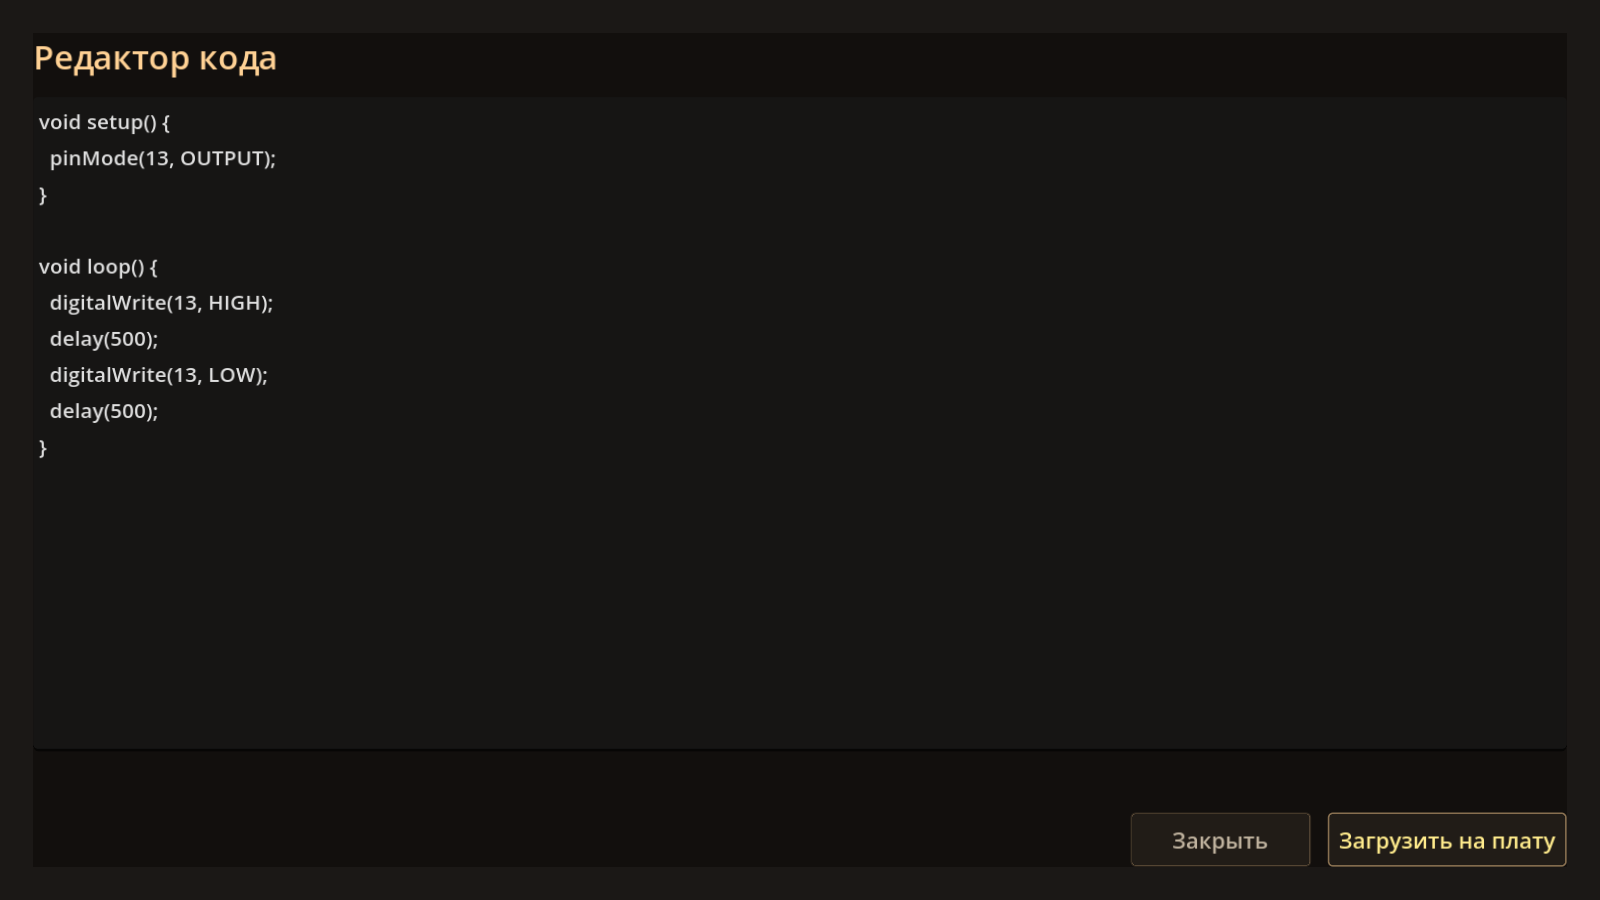 Редактор кода
void setup() {
  pinMode(13, OUTPUT);
}

void loop() {
  digitalWrite(13, HIGH);
  delay(500);
  digitalWrite(13, LOW);
  delay(500);
}
Закрыть
Загрузить на плату